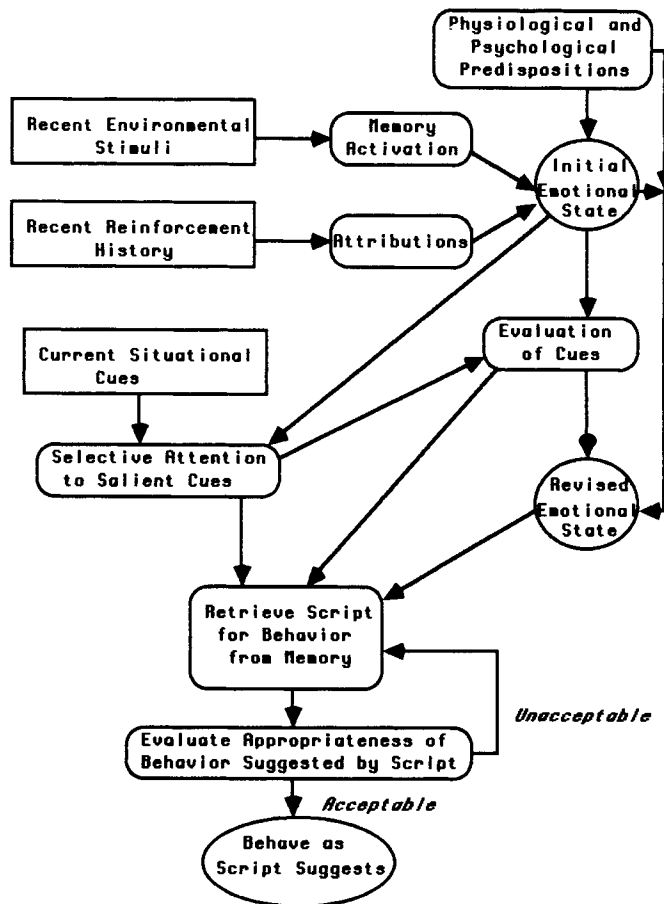 Physiological and
Psychological
Predispositions
Recent Environmental
Stimuli
Memory
Activation
Initial
Emotional
State
Recent Reinforcement
History
Attributions
Current Situational
Cues
Evaluation
of Cues
Selective Attention
to Salient Cues
Revised
Emotional
State
Retrieve Script
for Behavior
from Memory
Unacceptable
Evaluate Appropriateness of
Behavior Suggested by Script
Acceptable
Behave as
Script Suggests